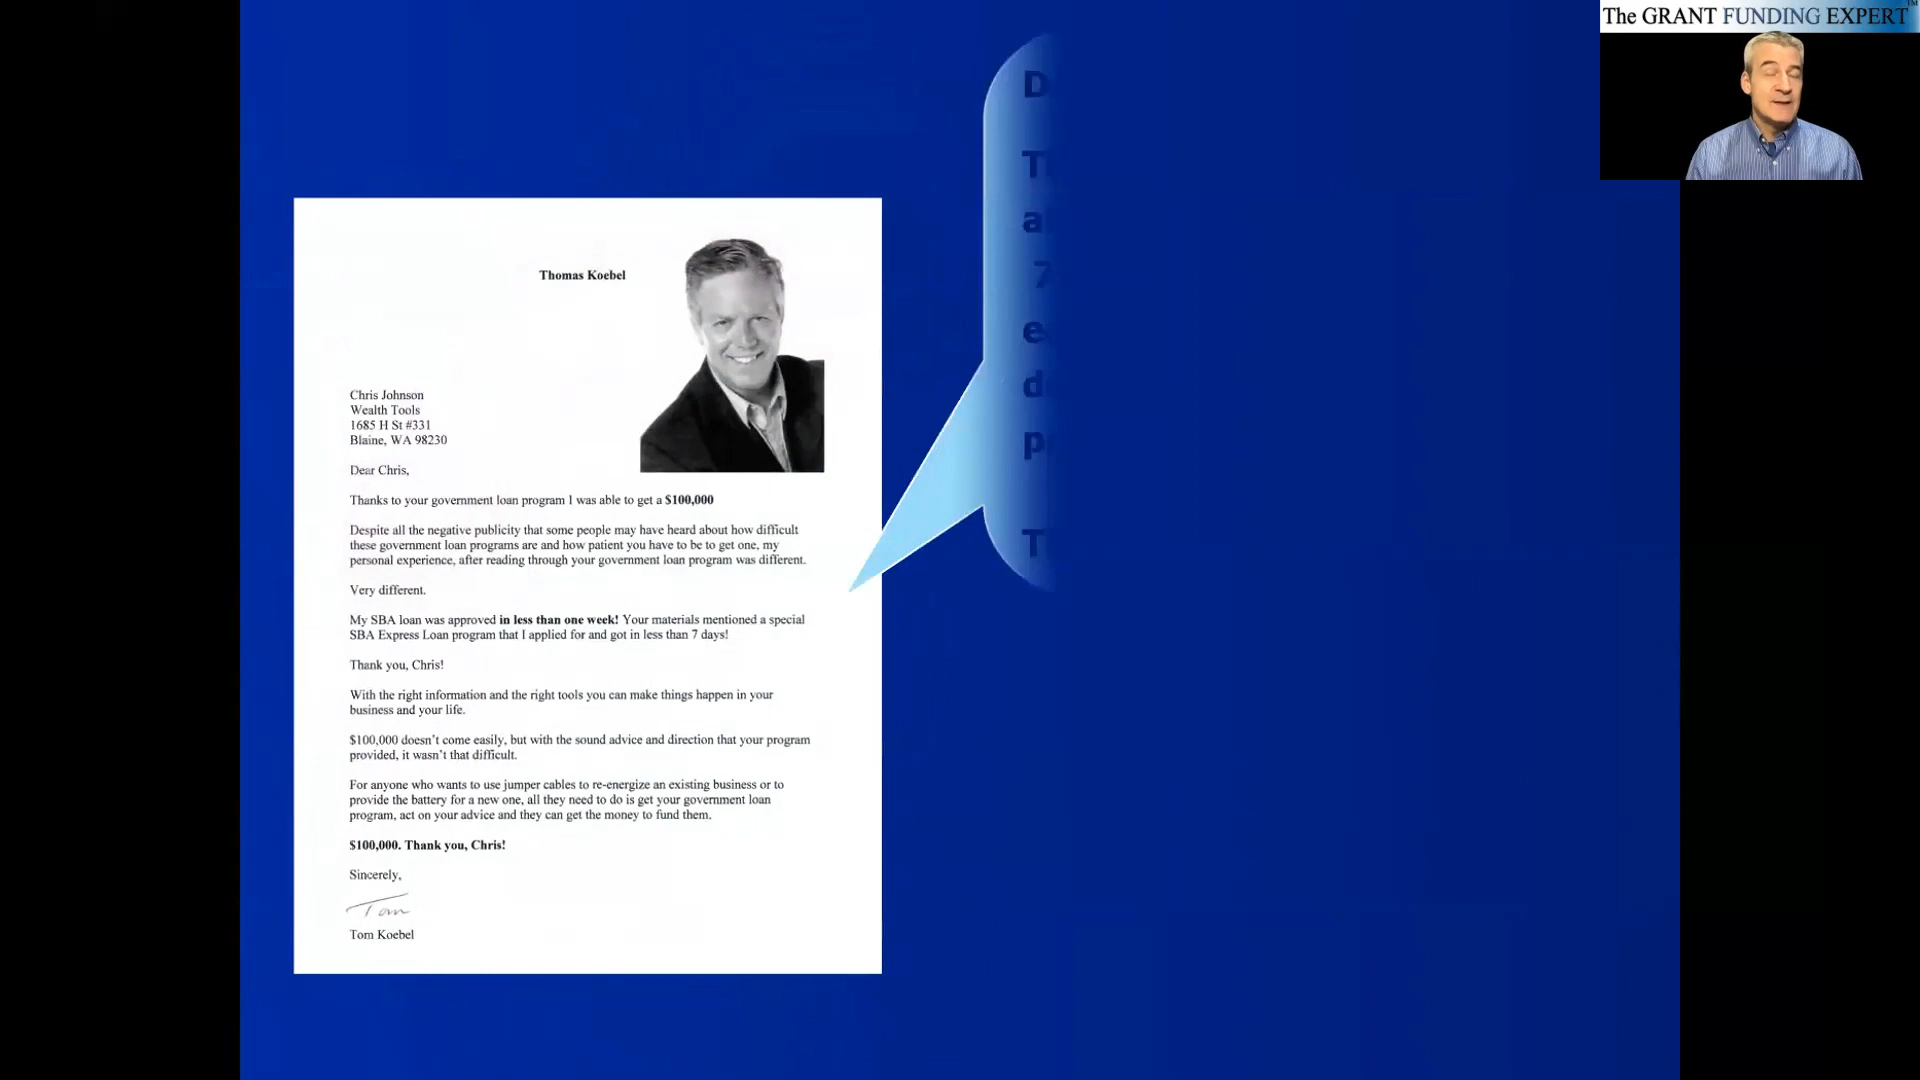 The GRANT FUNDING EXPERT™
Thomas Koebel
Chris Johnson
Wealth Tools
1685 H St #331
Blaine, WA 98230
Dear Chris,
Thanks to your government loan program I was able to get a $100,000
Despite all the negative publicity that some people may have heard about how difficult
these government loan programs are and how patient you have to be to get one, my
personal experience, after reading through your government loan program was different.
Very different.
My SBA loan was approved in less than one week! Your materials mentioned a special
SBA Express Loan program that I applied for and got in less than 7 days!
Thank you, Chris!
With the right information and the right tools you can make things happen in your
business and your life.
$100,000 doesn't come easily, but with the sound advice and direction that your program
provided, it wasn't that difficult.
For anyone who wants to use jumper cables to re-energize an existing business or to
provide the battery for a new one, all they need to do is get your government loan
program, act on your advice and they can get the money to fund them.
$100,000. Thank you, Chris!
Sincerely,
Tom
Tom Koebel